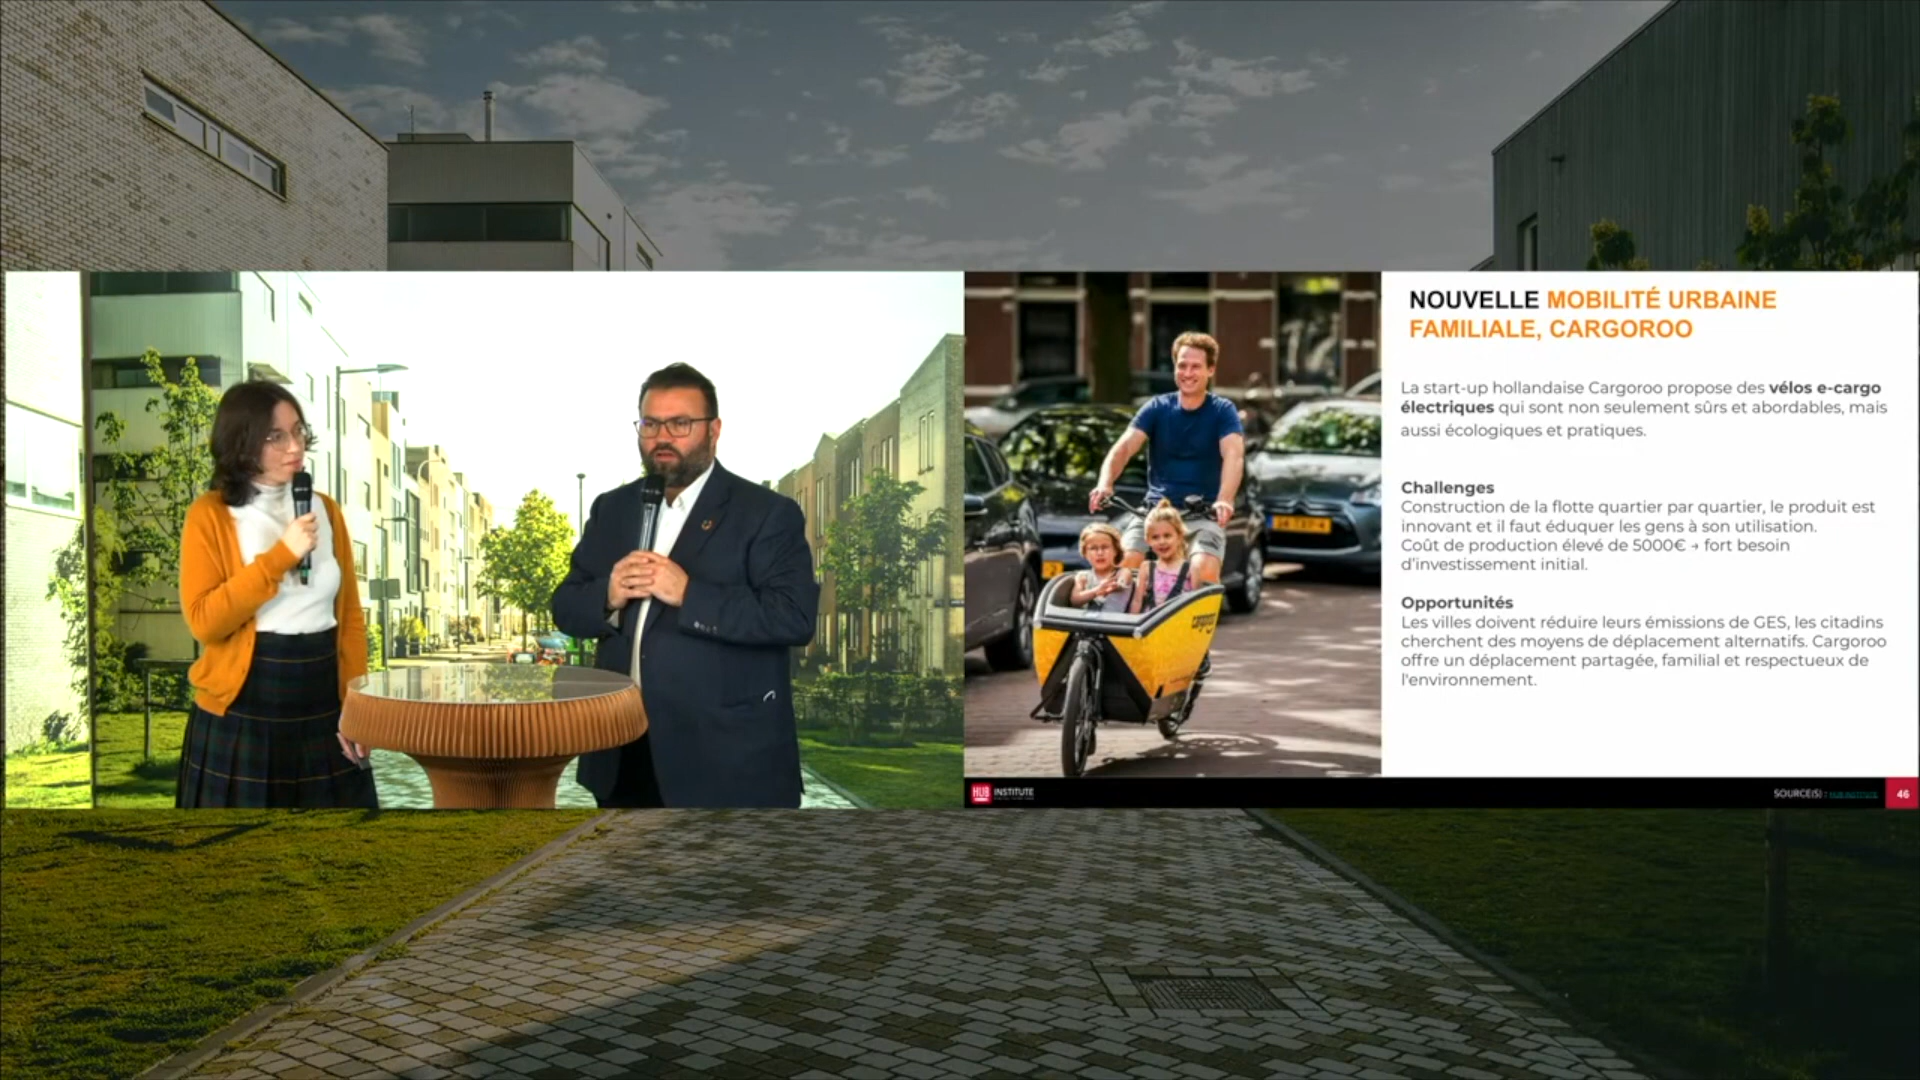 NOUVELLE MOBILITÉ URBAINE
FAMILIALE, CARGOROO
La start-up hollandaise Cargoroo propose des vélos e-cargo
électriques qui sont non seulement sûrs et abordables, mais
aussi écologiques et pratiques.
Challenges
Construction de la flotte quartier par quartier, le produit est
innovant et il faut éduquer les gens à son utilisation.
Coût de production élevé de 5000€ → fort besoin
d'investissement initial.
Opportunités
Les villes doivent réduire leurs émissions de GES, les citadins
cherchent des moyens de déplacement alternatifs. Cargoroo
offre un déplacement partagée, familial et respectueux de
l'environnement.
cargoroo
HUB INSTITUTE
SOURCE(S) : HUB INSTITUTE
46